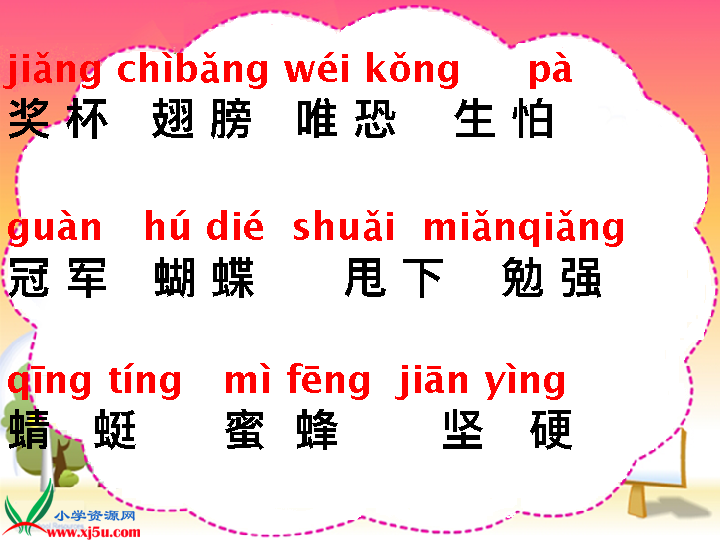 jiǎng chìbǎng wéi kǒng pà
奖 杯 翅 膀 唯 恐 生 怕
guàn hú dié shuǎi miǎnqiǎng
冠 军 蝴 蝶 甩 下 勉 强
qīng tíng mì fēng jiān yìng
蜻 蜓 蜜 蜂 坚 硬
小学资源网
www.xj5u.com